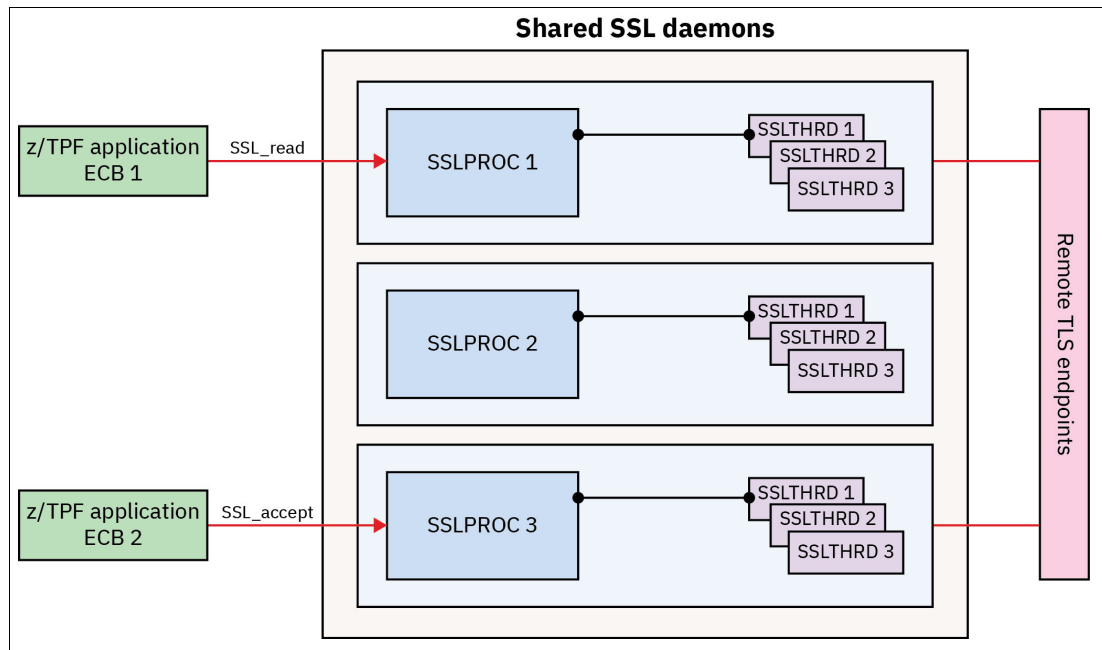 Shared SSL daemons
z/TPF application
ECB 1
SSL_read
SSLPROC 1
SSLTHRD 1
SSLTHRD 2
SSLTHRD 3
SSLPROC 2
SSLTHRD 1
SSLTHRD 2
SSLTHRD 3
z/TPF application
ECB 2
SSL_accept
SSLPROC 3
SSLTHRD 1
SSLTHRD 2
SSLTHRD 3
Remote TLS endpoints